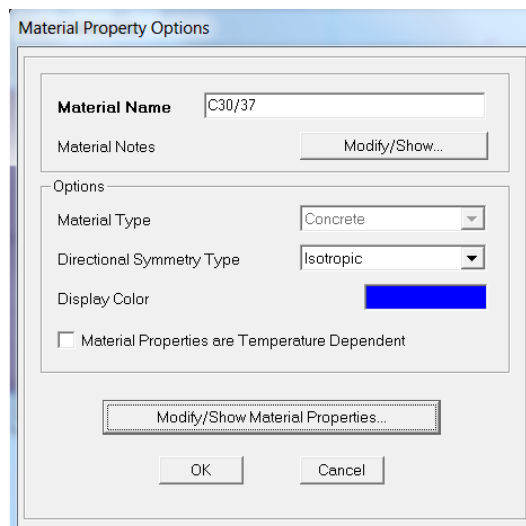 Material Property Options
Material Name C30/37
Material Notes Modify/Show...
Options
Material Type Concrete
Directional Symmetry Type Isotropic
Display Color
Material Properties are Temperature Dependent
Modify/Show Material Properties...
OK Cancel